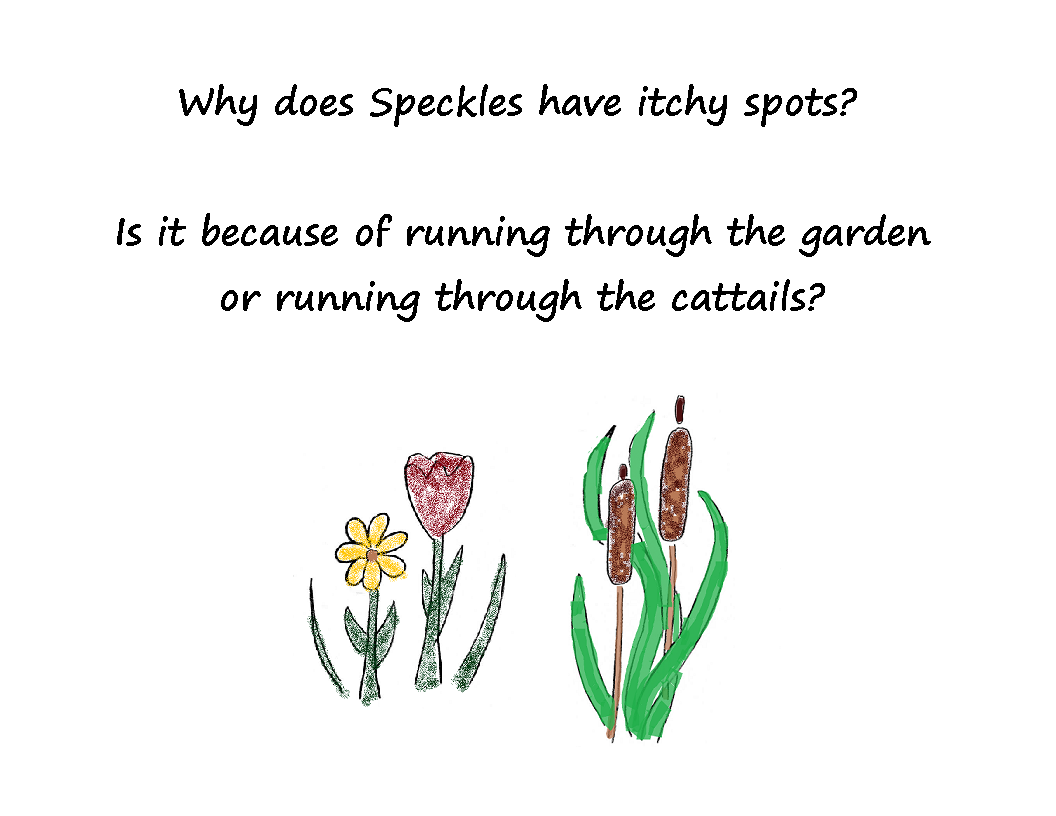 Why does Speckles have itchy spots?
Is it because of running through the garden
or running through the cattails?